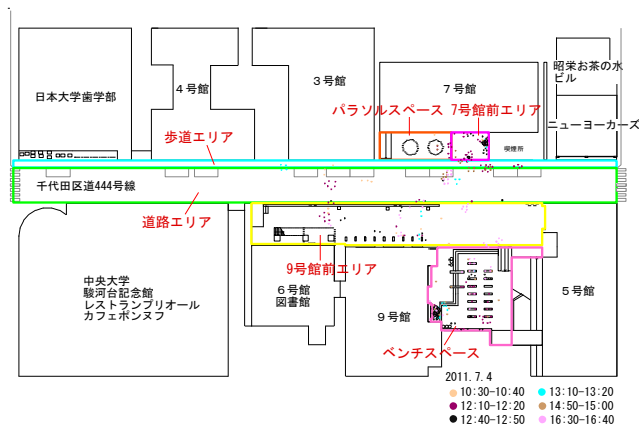 日本大学歯学部
4号館
3号館
7号館
昭栄お茶の水
ビル
ニューヨーカーズ
パラソルスペース
7号館前エリア
喫煙所
歩道エリア
千代田区道444号線
道路エリア
9号館前エリア
中央大学
駿河台記念館
レストランプリオール
カフェポンヌフ
6号館
図書館
9号館
5号館
ベンチスペース
2011.7.4
10:30-10:40
12:10-12:20
12:40-12:50
13:10-13:20
14:50-15:00
16:30-16:40